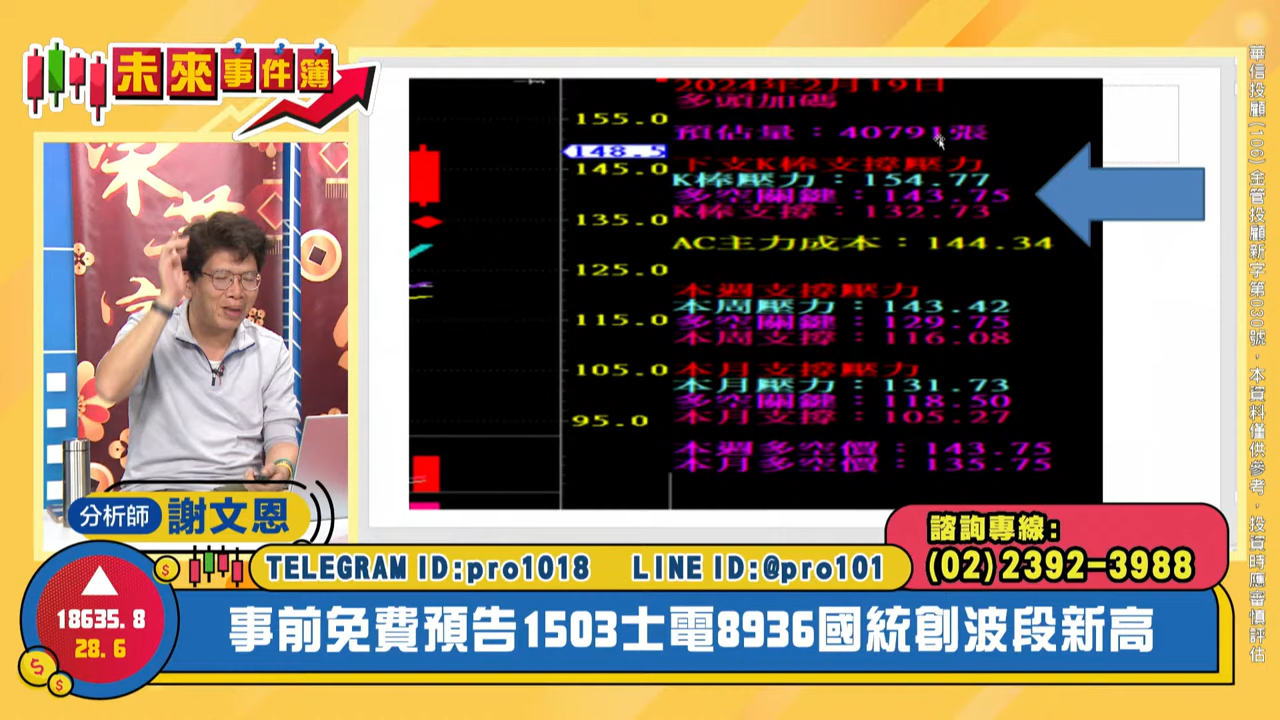 未來事件簿
2024年2月19日
多頭加碼
預估量：40791張
下支K棒支撐壓力
K棒壓力：154.77
多空關鍵：143.75
K棒支撐：132.73
AC主力成本：144.34
本週支撐壓力
本周壓力：143.42
多空關鍵：129.75
本周支撐：116.08
本月支撐壓力
本月壓力：131.73
多空關鍵：118.50
本月支撐：105.27
本週多空價：143.75
本月多空價：135.75
155.0
148.5
145.0
135.0
125.0
115.0
105.0
95.0
華信投顧(106)金管投顧新字第030號，本資料僅供參考，投資時應審慎評估
分析師 謝文恩
諮詢專線:
(02)2392-3988
TELEGRAM ID:pro1018 LINE ID:@pro101
18635.8
28.6
事前免費預告1503士電8936國統創波段新高